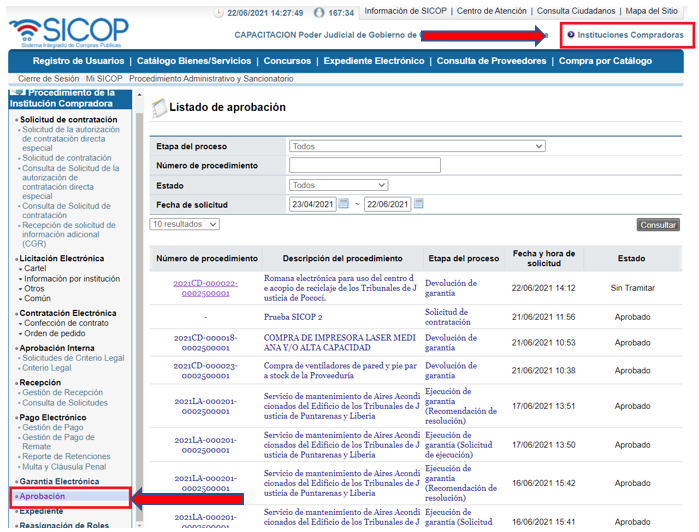 SICOP
Sistema Integrado de Compras Públicas
22/06/2021 14:27:49 167:34 Información de SICOP | Centro de Atención | Consulta Ciudadanos | Mapa del Sitio
CAPACITACION Poder Judicial de Gobierno de
Instituciones Compradoras
Registro de Usuarios | Catálogo Bienes/Servicios | Concursos | Expediente Electrónico | Consulta de Proveedores | Compra por Catálogo
Cierre de Sesión Mi SICOP Procedimiento Administrativo y Sancionatorio
Procedimiento de la
Institución Compradora
Solicitud de contratación
Solicitud de la autorización
de contratación directa
especial
Solicitud de contratación
Consulta de Solicitud de la
autorización de
contratación directa
especial
Consulta de Solicitud de
contratación
Recepción de solicitud de
información adicional
(CGR)
Licitación Electrónica
Cartel
Información por institución
Otros
Común
Contratación Electrónica
Confección de contrato
Orden de pedido
Aprobación Interna
Solicitudes de Criterio Legal
Criterio Legal
Recepción
Gestión de Recepción
Consulta de Solicitudes
Pago Electrónico
Gestión de Pago
Gestión de Pago de
Remate
Reporte de Retenciones
Multa y Cláusula Penal
Garantía Electrónica
Aprobación
Expediente
Reasignación de Roles
Listado de aprobación
Etapa del proceso Todos
Número de procedimiento
Estado Todos
Fecha de solicitud 23/04/2021 ~ 22/06/2021
10 resultados Consultar
Número de procedimiento Descripción del procedimiento Etapa del proceso Fecha y hora de solicitud Estado
2021CD-000022-
0002500001
Romana electrónica para uso del centro d
e acopio de reciclaje de los Tribunales de J
usticia de Pococí.
Devolución de
garantía
22/06/2021 14:12 Sin Tramitar
- Prueba SICOP 2
Solicitud de
contratación
21/06/2021 11:56 Aprobado
2021CD-000018-
0002500001
COMPRA DE IMPRESORA LASER MEDI
ANA Y/O ALTA CAPACIDAD
Devolución de
garantía
21/06/2021 10:53 Aprobado
2021CD-000023-
0002500001
Compra de ventiladores de pared y pie par
a stock de la Proveeduría
Devolución de
garantía
21/06/2021 10:38 Aprobado
2021LA-000201-
0002500001
Servicio de mantenimiento de Aires Acondi
cionados del Edificio de los Tribunales de J
usticia de Puntarenas y Liberia
Ejecución de
garantía
(Recomendación de
resolución)
17/06/2021 13:51 Aprobado
2021LA-000201-
0002500001
Servicio de mantenimiento de Aires Acondi
cionados del Edificio de los Tribunales de J
usticia de Puntarenas y Liberia
Ejecución de
garantía (Solicitud
de ejecución)
17/06/2021 13:50 Aprobado
2021LA-000201-
0002500001
Servicio de mantenimiento de Aires Acondi
cionados del Edificio de los Tribunales de J
usticia de Puntarenas y Liberia
Ejecución de
garantía
(Recomendación de
resolución)
16/06/2021 15:42 Aprobado
2021LA-000201-
0002500001
Servicio de mantenimiento de Aires Acondi
cionados del Edificio de los Tribunales de J
Ejecución de
garantía (Solicitud
16/06/2021 15:41 Aprobado